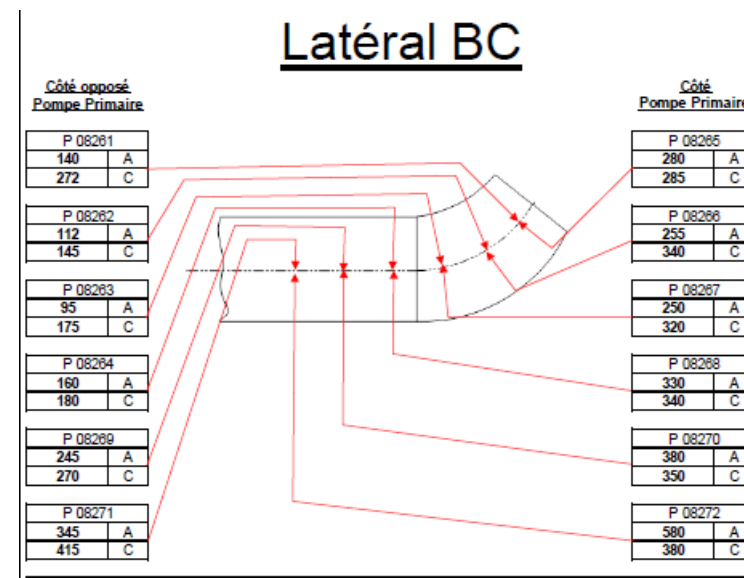 Latéral BC
Côté opposé
Pompe Primaire
P 08261
140 A
272 C
P 08262
112 A
145 C
P 08263
95 A
175 C
P 08264
160 A
180 C
P 08269
245 A
270 C
P 08271
345 A
415 C
Côté
Pompe Primaire
P 08265
280 A
285 C
P 08266
255 A
340 C
P 08267
250 A
320 C
P 08268
330 A
340 C
P 08270
380 A
350 C
P 08272
580 A
380 C